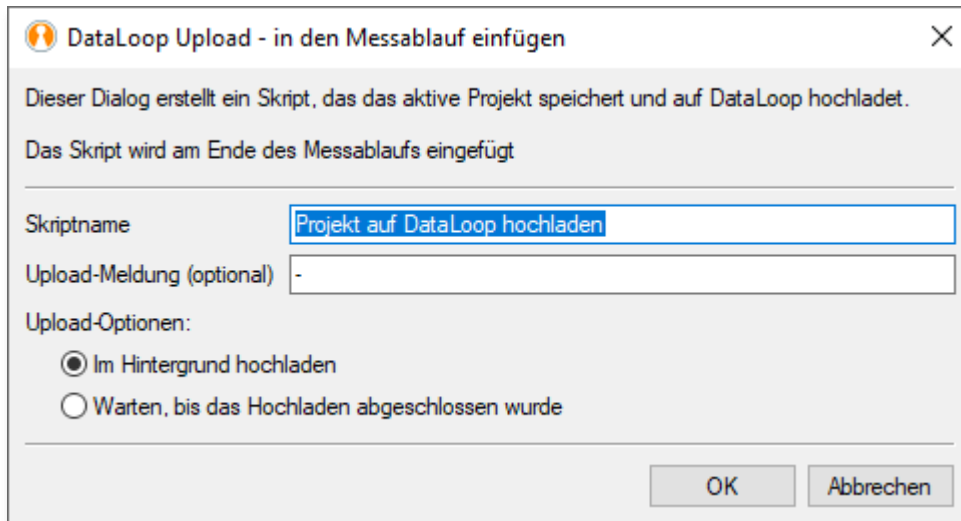 DataLoop Upload - in den Messablauf einfügen
Dieser Dialog erstellt ein Skript, das das aktive Projekt speichert und auf DataLoop hochladet.
Das Skript wird am Ende des Messablaufs eingefügt
Skriptname
Projekt auf DataLoop hochladen
Upload-Meldung (optional)
-
Upload-Optionen:
Im Hintergrund hochladen
Warten, bis das Hochladen abgeschlossen wurde
OK
Abbrechen